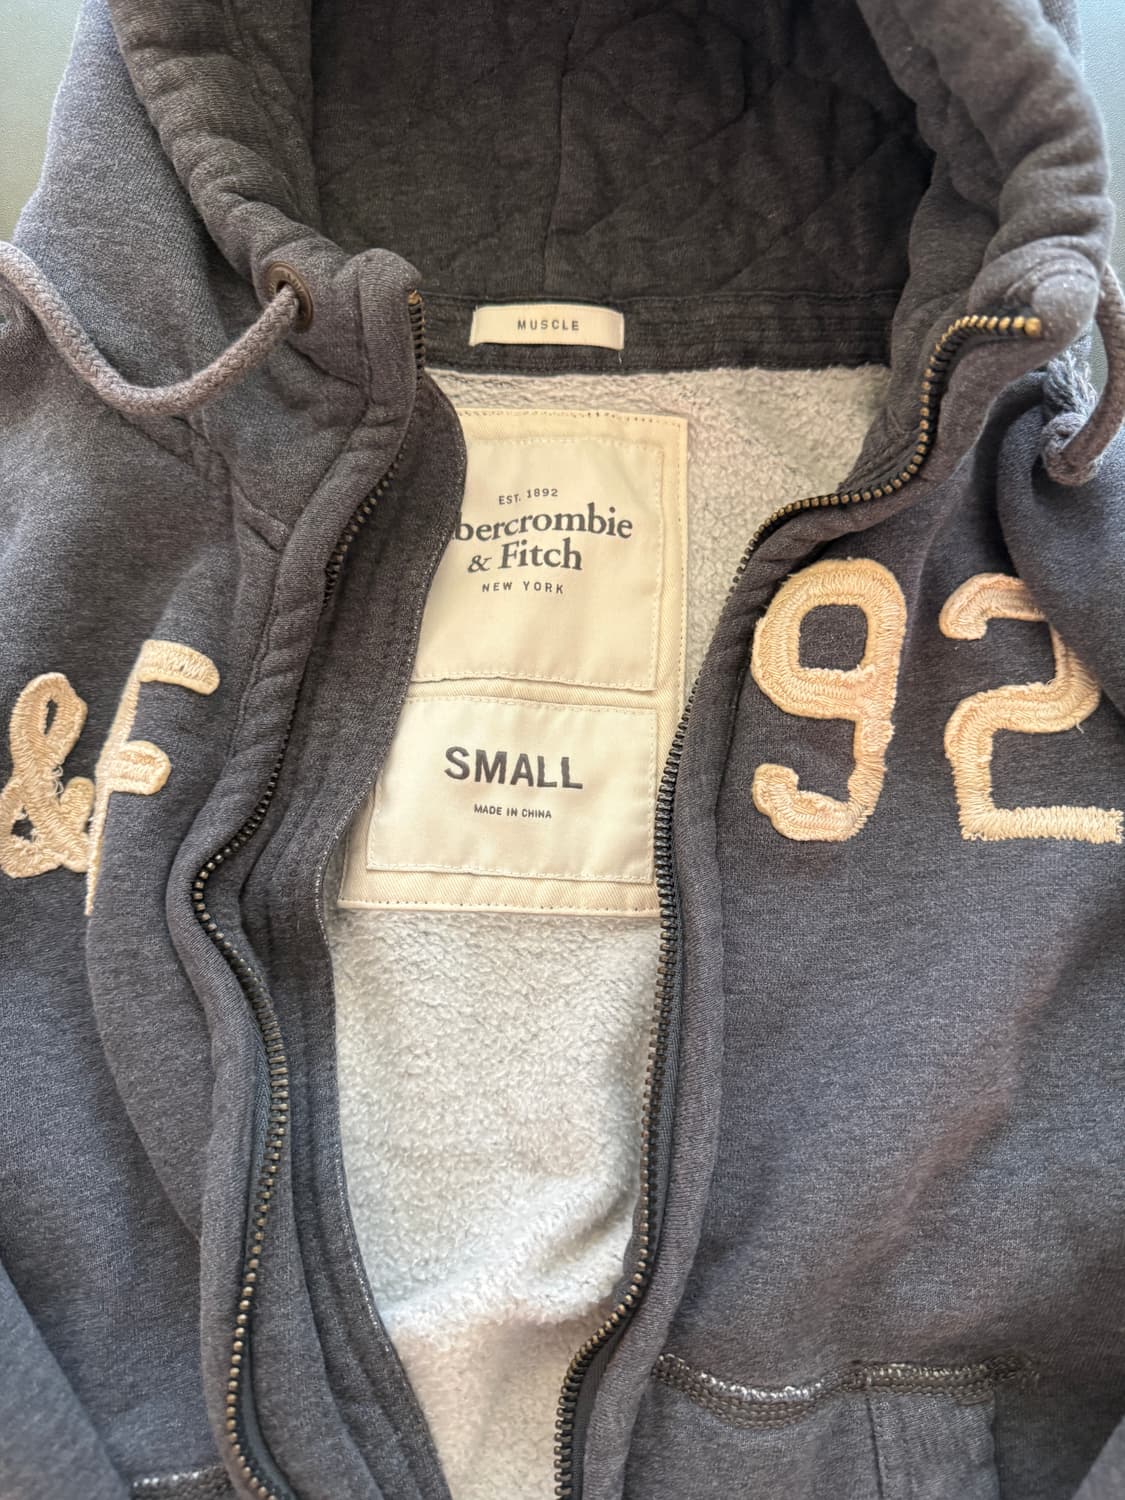 MUSCLE
EST. 1892
bercrombie
& Fitch
NEW YORK
&F
92
SMALL
MADE IN CHINA